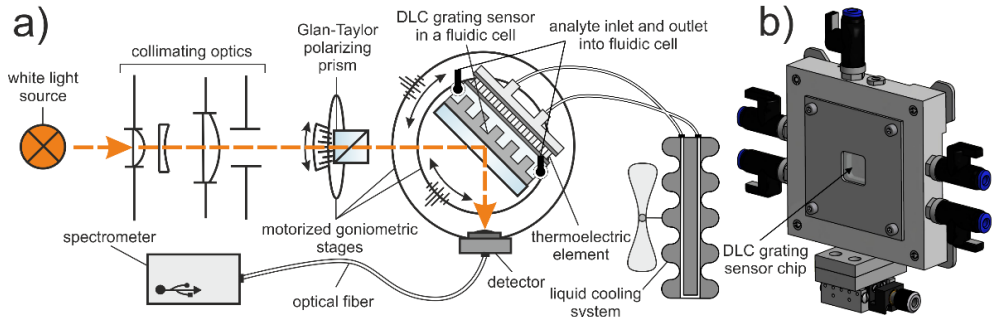 a)
white light
source
collimating optics
Glan-Taylor
polarizing
prism
DLC grating sensor
in a fluidic cell
analyte inlet and outlet
into fluidic cell
spectrometer
optical fiber
motorized goniometric
stages
detector
thermoelectric
element
liquid cooling
system
b)
DLC grating
sensor chip